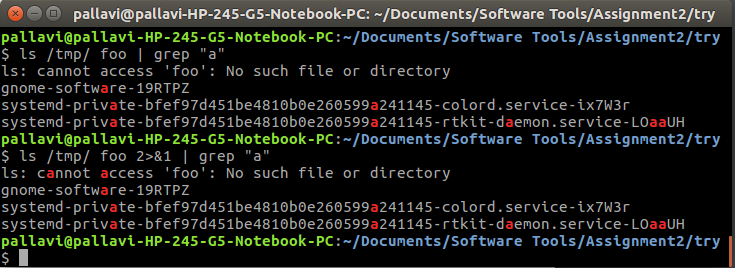 pallavi@pallavi-HP-245-G5-Notebook-PC: ~/Documents/Software Tools/Assignment2/try
pallavi@pallavi-HP-245-G5-Notebook-PC:~/Documents/Software Tools/Assignment2/try
$ ls /tmp/ foo | grep "a"
ls: cannot access 'foo': No such file or directory
gnome-software-19RTPZ
systemd-private-bfef97d451be4810b0e260599a241145-colord.service-ix7W3r
systemd-private-bfef97d451be4810b0e260599a241145-rtkit-daemon.service-LOaaUH
pallavi@pallavi-HP-245-G5-Notebook-PC:~/Documents/Software Tools/Assignment2/try
$ ls /tmp/ foo 2>&1 | grep "a"
ls: cannot access 'foo': No such file or directory
gnome-software-19RTPZ
systemd-private-bfef97d451be4810b0e260599a241145-colord.service-ix7W3r
systemd-private-bfef97d451be4810b0e260599a241145-rtkit-daemon.service-LOaaUH
pallavi@pallavi-HP-245-G5-Notebook-PC:~/Documents/Software Tools/Assignment2/try
$